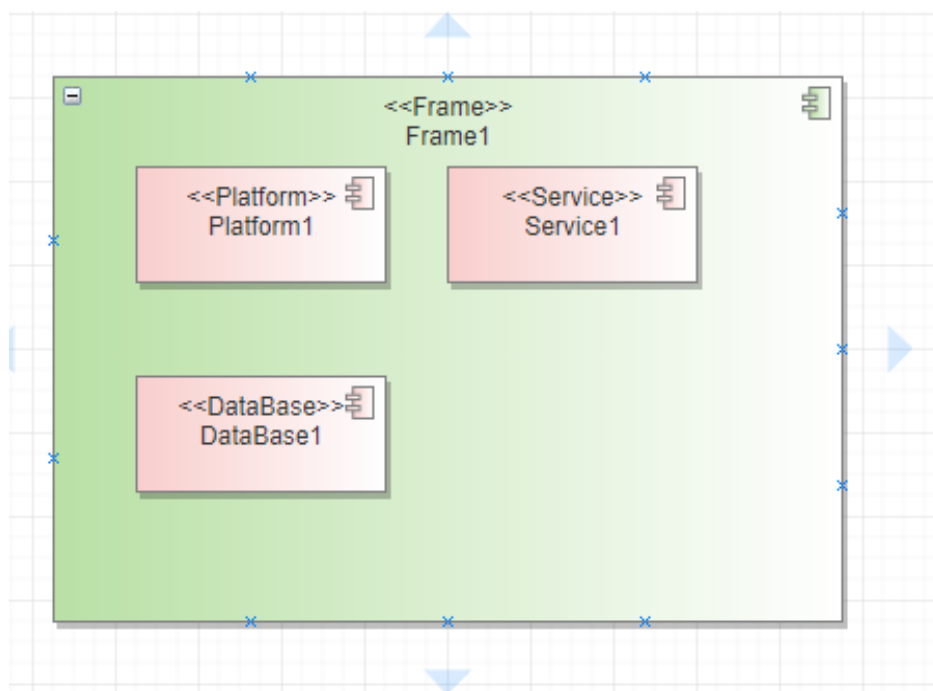 <<Frame>>
Frame1
<<Platform>>
Platform1
<<Service>>
Service1
<<DataBase>>
DataBase1